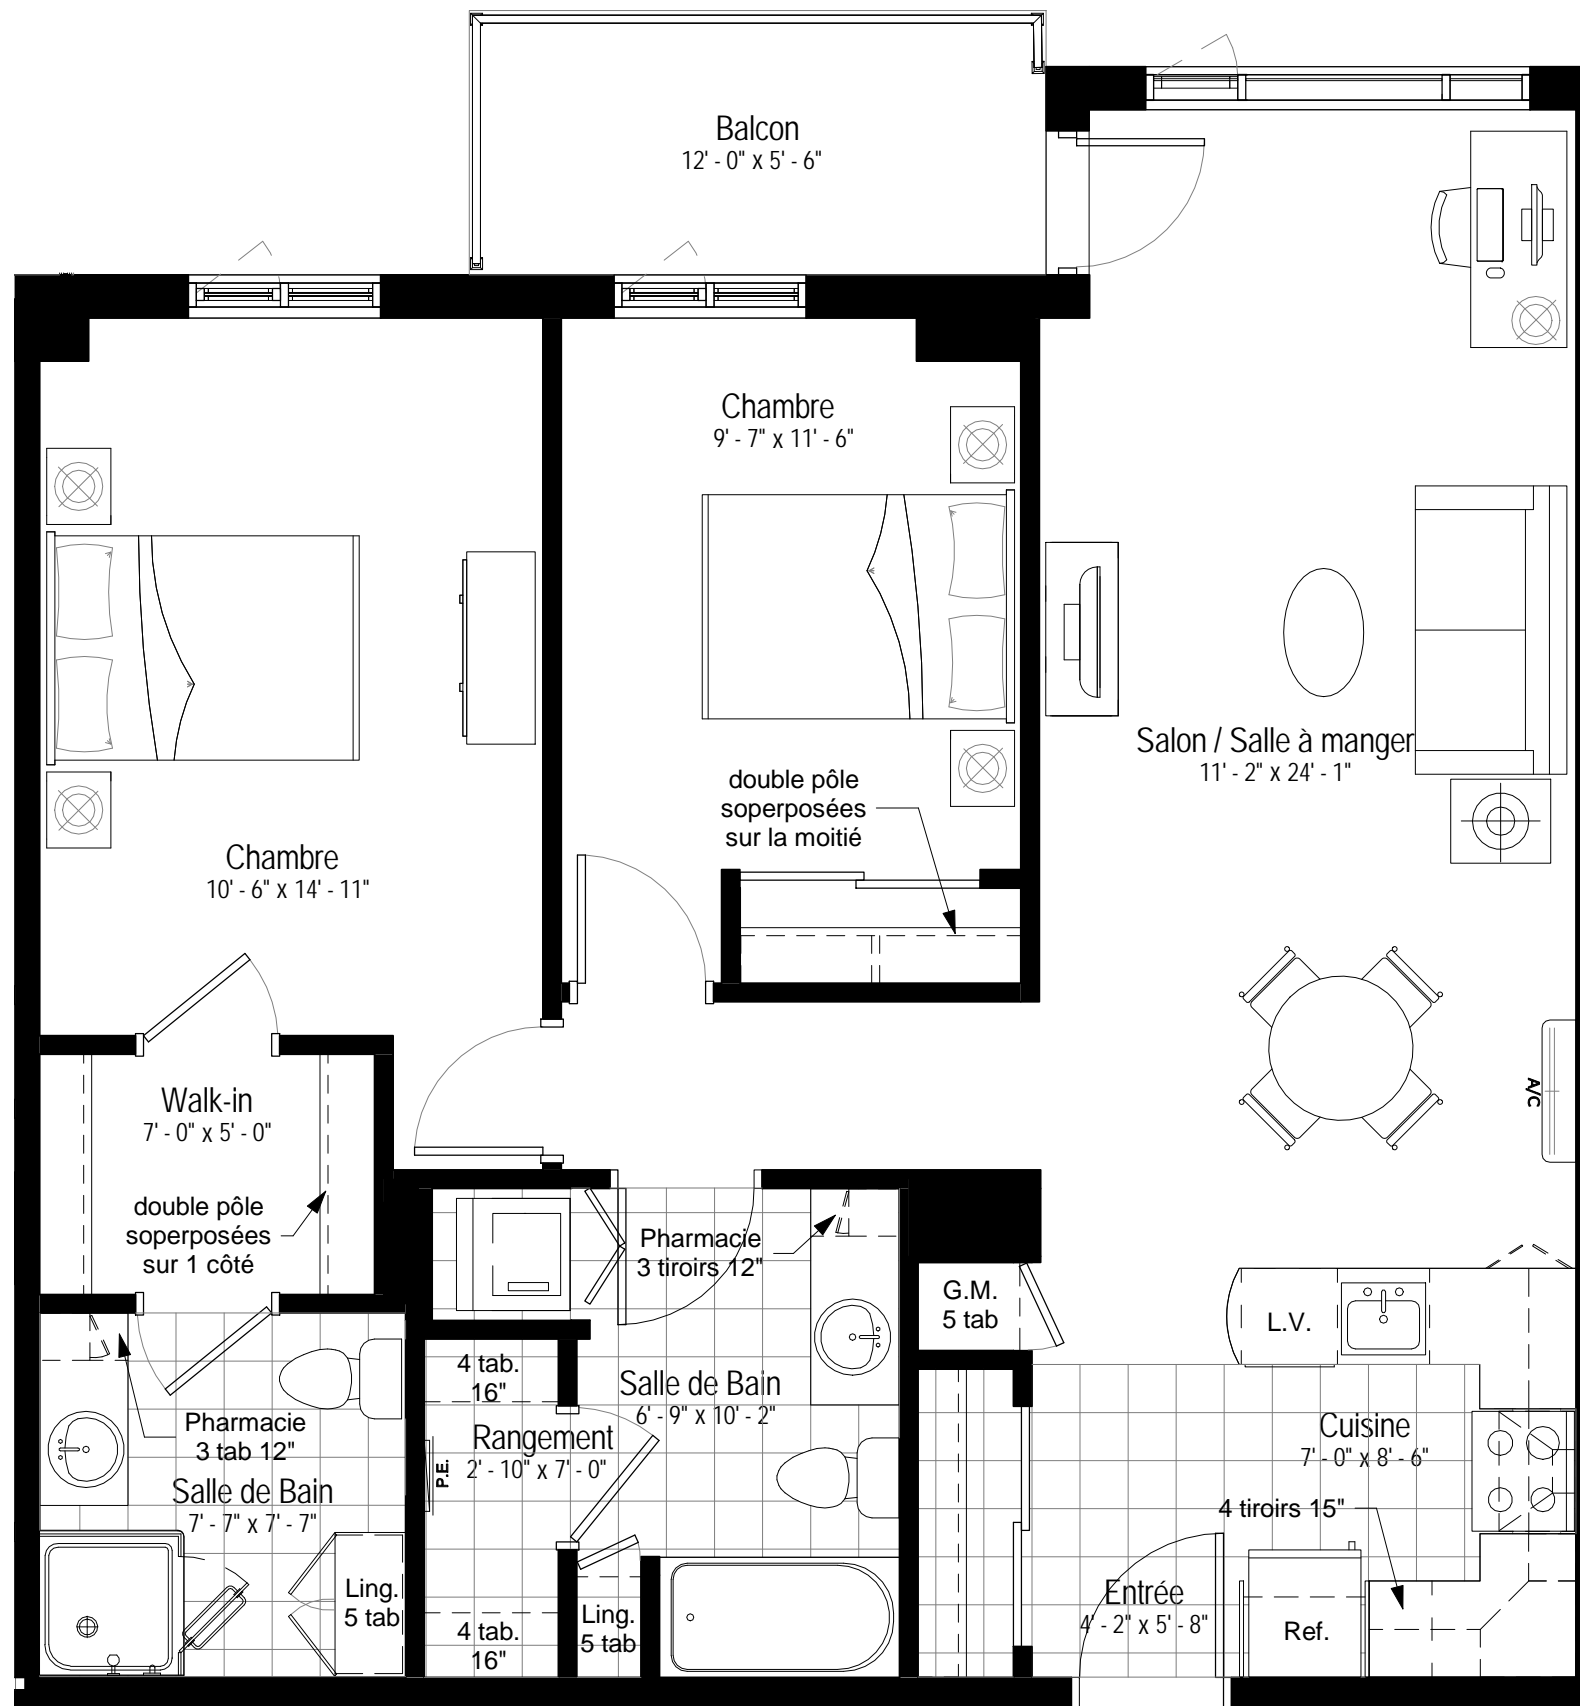 Balcon
12' - 0" x 5' - 6"
Chambre
9' - 7" x 11' - 6"
Salon / Salle à manger
11' - 2" x 24' - 1"
double pôle
soperposées
sur la moitié
Chambre
10' - 6" x 14' - 11"
A/C
Walk-in
7' - 0" x 5' - 0"
double pôle
soperposées
sur 1 côté
Pharmacie
3 tiroirs 12"
G.M.
5 tab
L.V.
4 tab.
16"
Salle de Bain
6' - 9" x 10' - 2"
Pharmacie
3 tab 12"
Rangement
2' - 10" x 7' - 0"
P.E.
Cuisine
7' - 0" x 8' - 6"
Salle de Bain
7' - 7" x 7' - 7"
4 tiroirs 15"
Ling.
5 tab
4 tab.
16"
Ling.
5 tab
Entrée
4' - 2" x 5' - 8"
Ref.